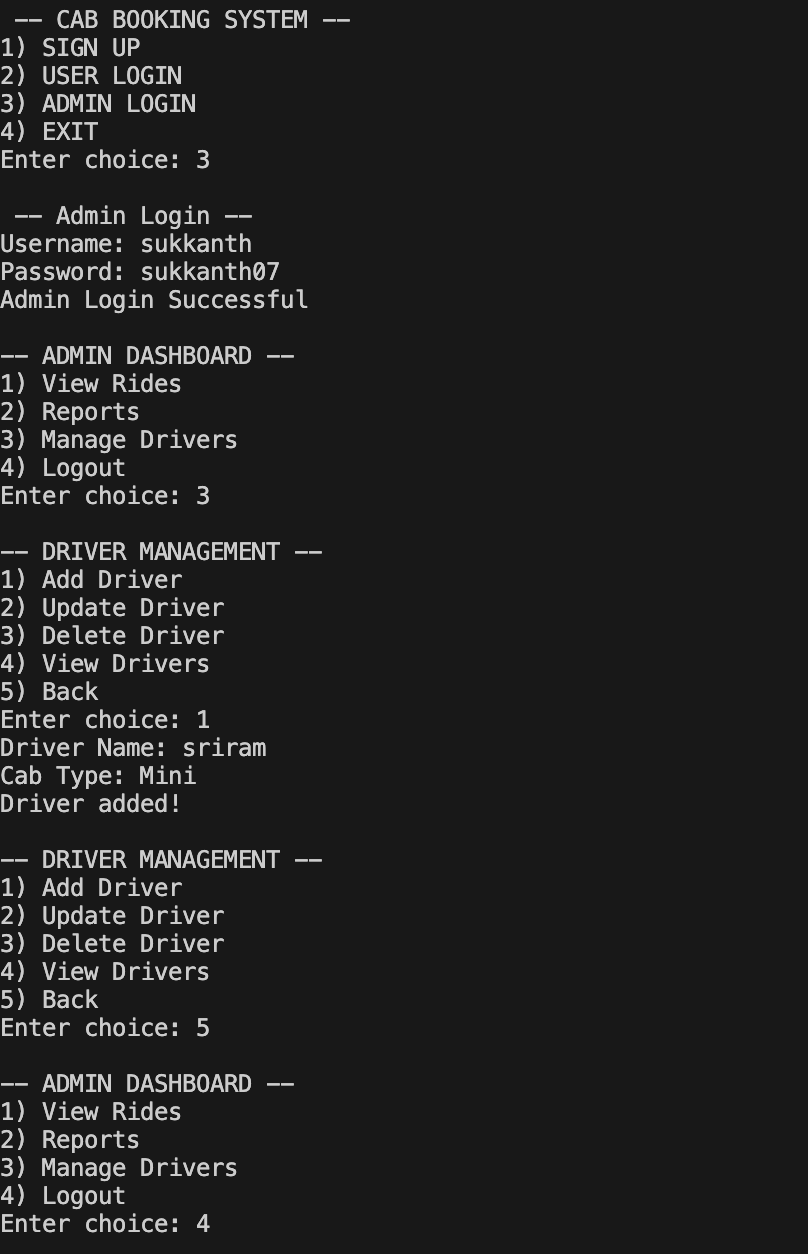 -- CAB BOOKING SYSTEM --
1) SIGN UP
2) USER LOGIN
3) ADMIN LOGIN
4) EXIT
Enter choice: 3
-- Admin Login --
Username: sukkanth
Password: sukkanth07
Admin Login Successful
-- ADMIN DASHBOARD --
1) View Rides
2) Reports
3) Manage Drivers
4) Logout
Enter choice: 3
-- DRIVER MANAGEMENT --
1) Add Driver
2) Update Driver
3) Delete Driver
4) View Drivers
5) Back
Enter choice: 1
Driver Name: sriram
Cab Type: Mini
Driver added!
-- DRIVER MANAGEMENT --
1) Add Driver
2) Update Driver
3) Delete Driver
4) View Drivers
5) Back
Enter choice: 5
-- ADMIN DASHBOARD --
1) View Rides
2) Reports
3) Manage Drivers
4) Logout
Enter choice: 4